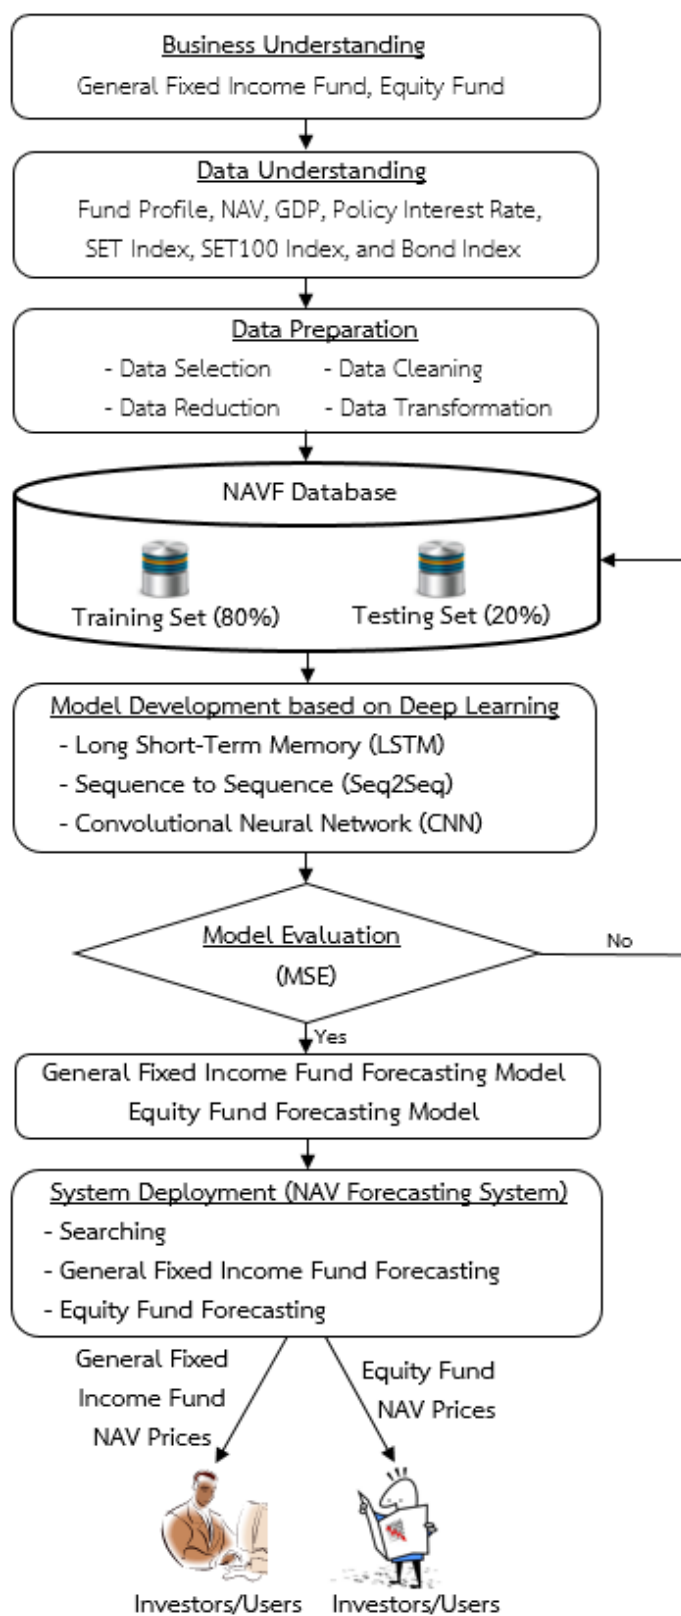 Business Understanding
General Fixed Income Fund, Equity Fund
Data Understanding
Fund Profile, NAV, GDP, Policy Interest Rate,
SET Index, SET100 Index, and Bond Index
Data Preparation
- Data Selection - Data Cleaning
- Data Reduction - Data Transformation
NAVF Database
Training Set (80%) Testing Set (20%)
Model Development based on Deep Learning
- Long Short-Term Memory (LSTM)
- Sequence to Sequence (Seq2Seq)
- Convolutional Neural Network (CNN)
Model Evaluation
(MSE)
No
Yes
General Fixed Income Fund Forecasting Model
Equity Fund Forecasting Model
System Deployment (NAV Forecasting System)
- Searching
- General Fixed Income Fund Forecasting
- Equity Fund Forecasting
General Fixed
Income Fund
NAV Prices
Equity Fund
NAV Prices
Investors/Users Investors/Users